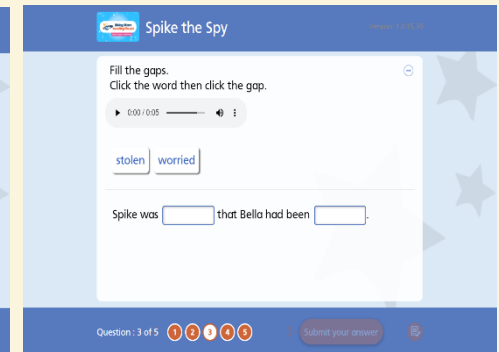 Spike the Spy
Fill the gaps.
Click the word then click the gap.
0:00 / 0:05
stolen worried
Spike was that Bella had been .
Question : 3 of 5 1 2 3 4 5 Submit your answer